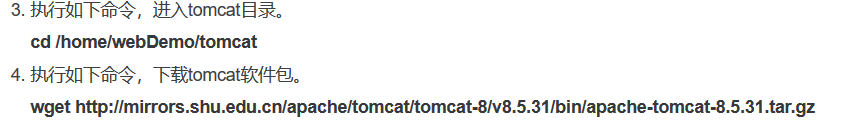 3. 执行如下命令，进入tomcat目录。
cd /home/webDemo/tomcat
4. 执行如下命令，下载tomcat软件包。
wget http://mirrors.shu.edu.cn/apache/tomcat/tomcat-8/v8.5.31/bin/apache-tomcat-8.5.31.tar.gz